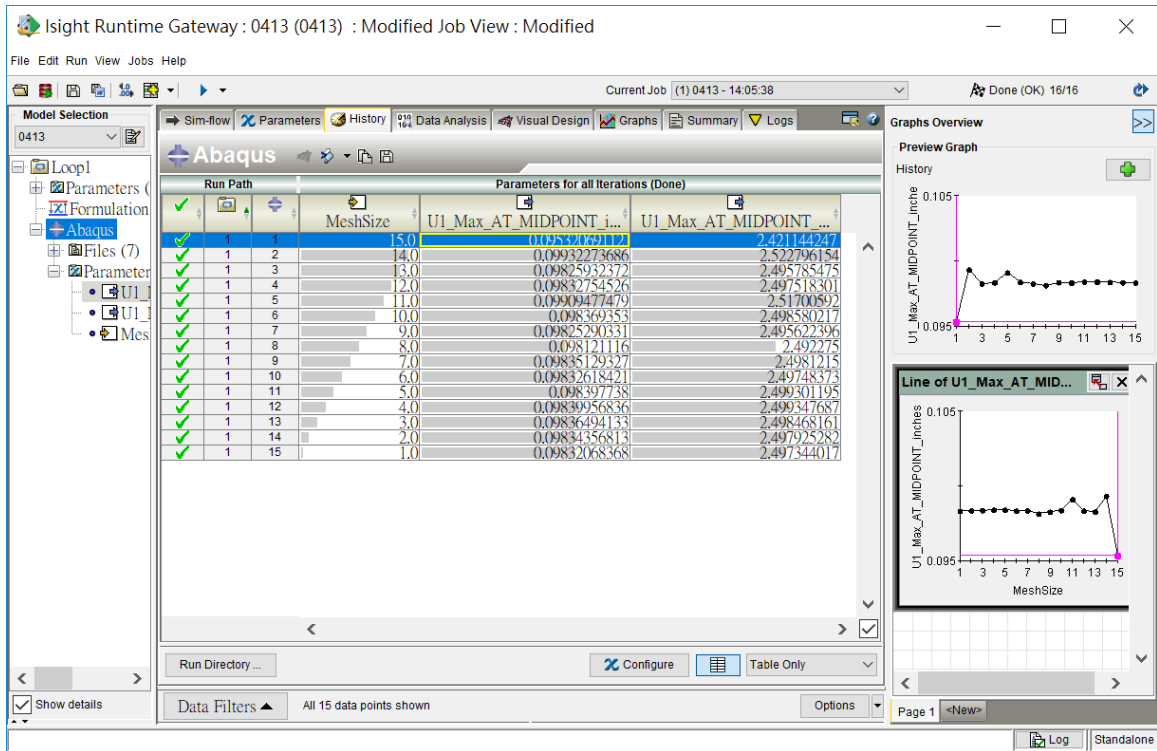 Isight Runtime Gateway : 0413 (0413) : Modified Job View : Modified
File Edit Run View Jobs Help
Current Job (1) 0413 - 14:05:38 Done (OK) 16/16
Model Selection
0413
Loop1
Parameters (
Formulation
Abaqus
Files (7)
Parameter
U1_
U1_
Mes
Show details
Sim-flow Parameters History Data Analysis Visual Design Graphs Summary Logs
Abaqus
Run Path Parameters for all Iterations (Done)
MeshSize U1_Max_AT_MIDPOINT_i... U1_Max_AT_MIDPOINT_...
1 1 15.0 0.09532069112 2.421144247
1 2 14.0 0.09932273686 2.522796154
1 3 13.0 0.09825932372 2.495785475
1 4 12.0 0.09832754526 2.497518301
1 5 11.0 0.09909477479 2.51700592
1 6 10.0 0.098369353 2.498580217
1 7 9.0 0.09825290331 2.495622396
1 8 8.0 0.098121116 2.492275
1 9 7.0 0.09835129327 2.4981215
1 10 6.0 0.09832618421 2.49748373
1 11 5.0 0.098397738 2.499301195
1 12 4.0 0.09839956836 2.499347687
1 13 3.0 0.09836494133 2.498468161
1 14 2.0 0.09834356813 2.497925282
1 15 1.0 0.09832068368 2.497344017
Run Directory ... Configure Table Only
Data Filters All 15 data points shown Options
Graphs Overview >>
Preview Graph
History
U1_Max_AT_MIDPOINT_inche
0.105
0.095
1 3 5 7 9 11 13 15
Line of U1_Max_AT_MID...
U1_Max_AT_MIDPOINT_inches
0.105
0.095
1 3 5 7 9 11 13 15
MeshSize
Page 1 <New>
Log Standalone